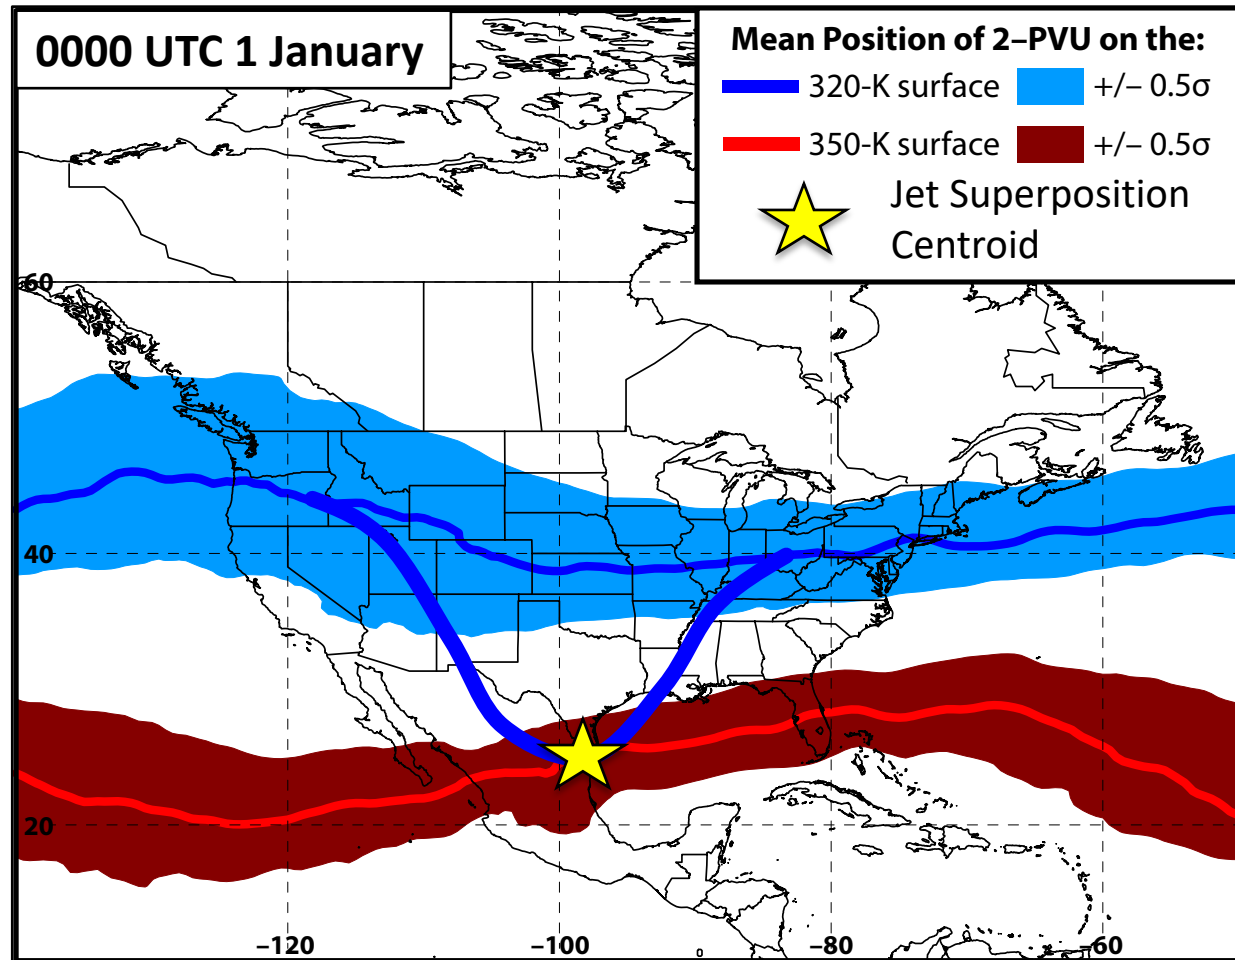 0000 UTC 1 January
Mean Position of 2–PVU on the:
320-K surface +/– 0.5σ
350-K surface +/– 0.5σ
Jet Superposition
Centroid
60
40
20
–120 –100 –80 –60